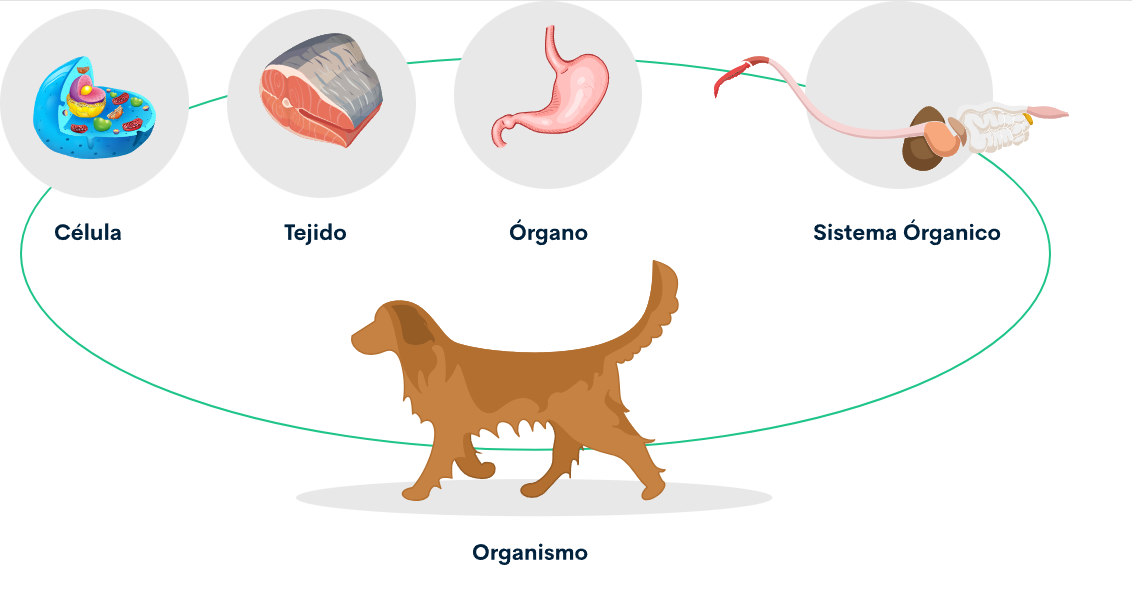 Célula
Tejido
Órgano
Sistema Órganico
Organismo